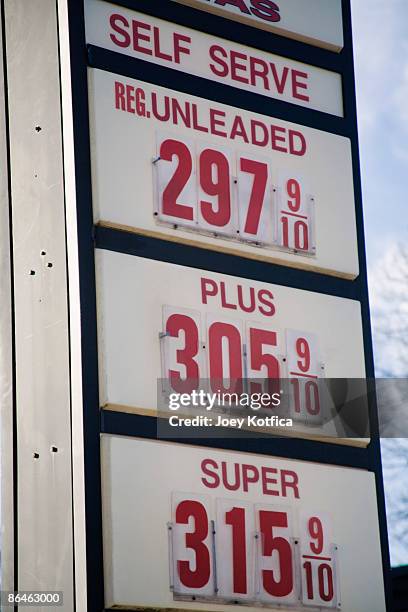 AS
SELF SERVE
REG. UNLEADED
297 9/10
PLUS
305 9/10
gettyimages
Credit: Joey Kotfica
SUPER
315 9/10
86463000